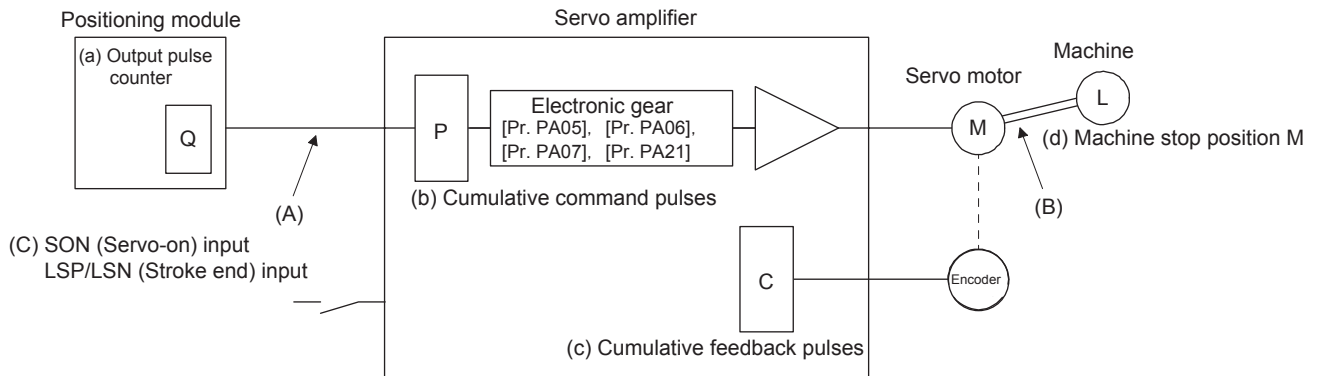 Positioning module
(a) Output pulse
counter
Q
Servo amplifier
P
Electronic gear
[Pr. PA05], [Pr. PA06],
[Pr. PA07], [Pr. PA21]
(b) Cumulative command pulses
Servo motor
M
Machine
L
(d) Machine stop position M
(A)
(B)
(C) SON (Servo-on) input
LSP/LSN (Stroke end) input
C
Encoder
(c) Cumulative feedback pulses